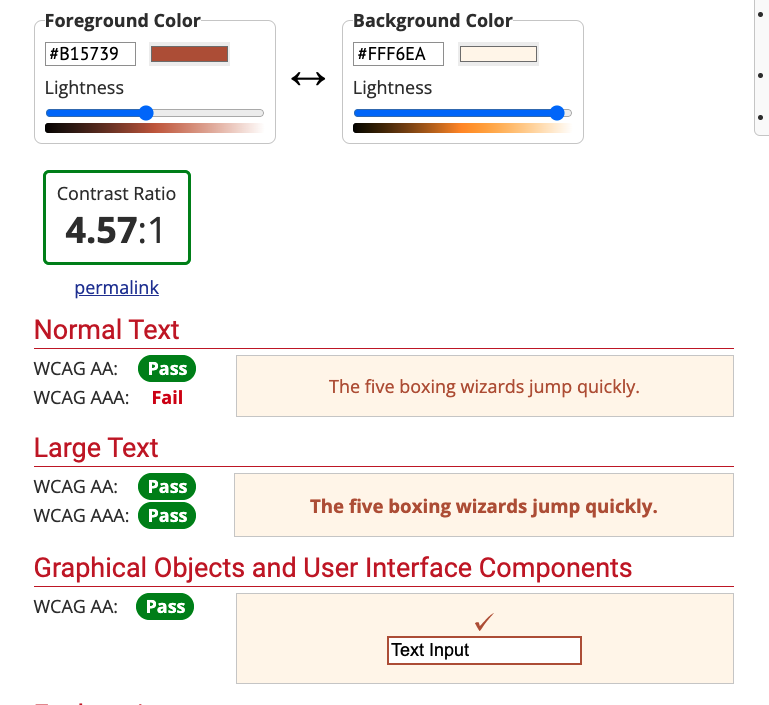 Foreground Color
#B15739
Lightness
Background Color
#FFF6EA
Lightness
Contrast Ratio
4.57:1
permalink
Normal Text
WCAG AA: Pass
WCAG AAA: Fail
The five boxing wizards jump quickly.
Large Text
WCAG AA: Pass
WCAG AAA: Pass
The five boxing wizards jump quickly.
Graphical Objects and User Interface Components
WCAG AA: Pass
✓
Text Input